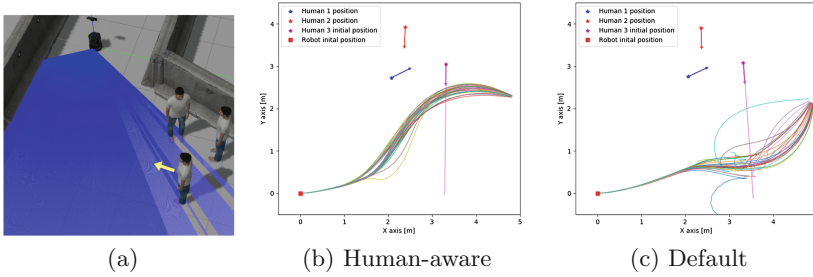 Human 1 position
Human 2 position
Human 3 initial position
Robot inital position
Y axis [m]
4
3
2
1
0
0
1
2
3
4
5
X axis [m]
Human 1 position
Human 2 position
Human 3 initial position
Robot inital position
Y axis [m]
4
3
2
1
0
0
1
2
3
4
X axis [m]
(a)
(b) Human-aware
(c) Default